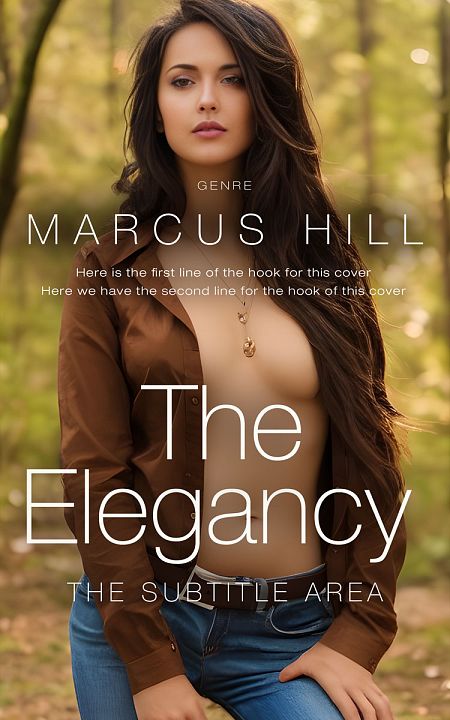 GENRE
MARCUS HILL
Here is the first line of the hook for this cover
Here we have the second line for the hook of this cover
The
Elegancy
THE SUBTITLE AREA